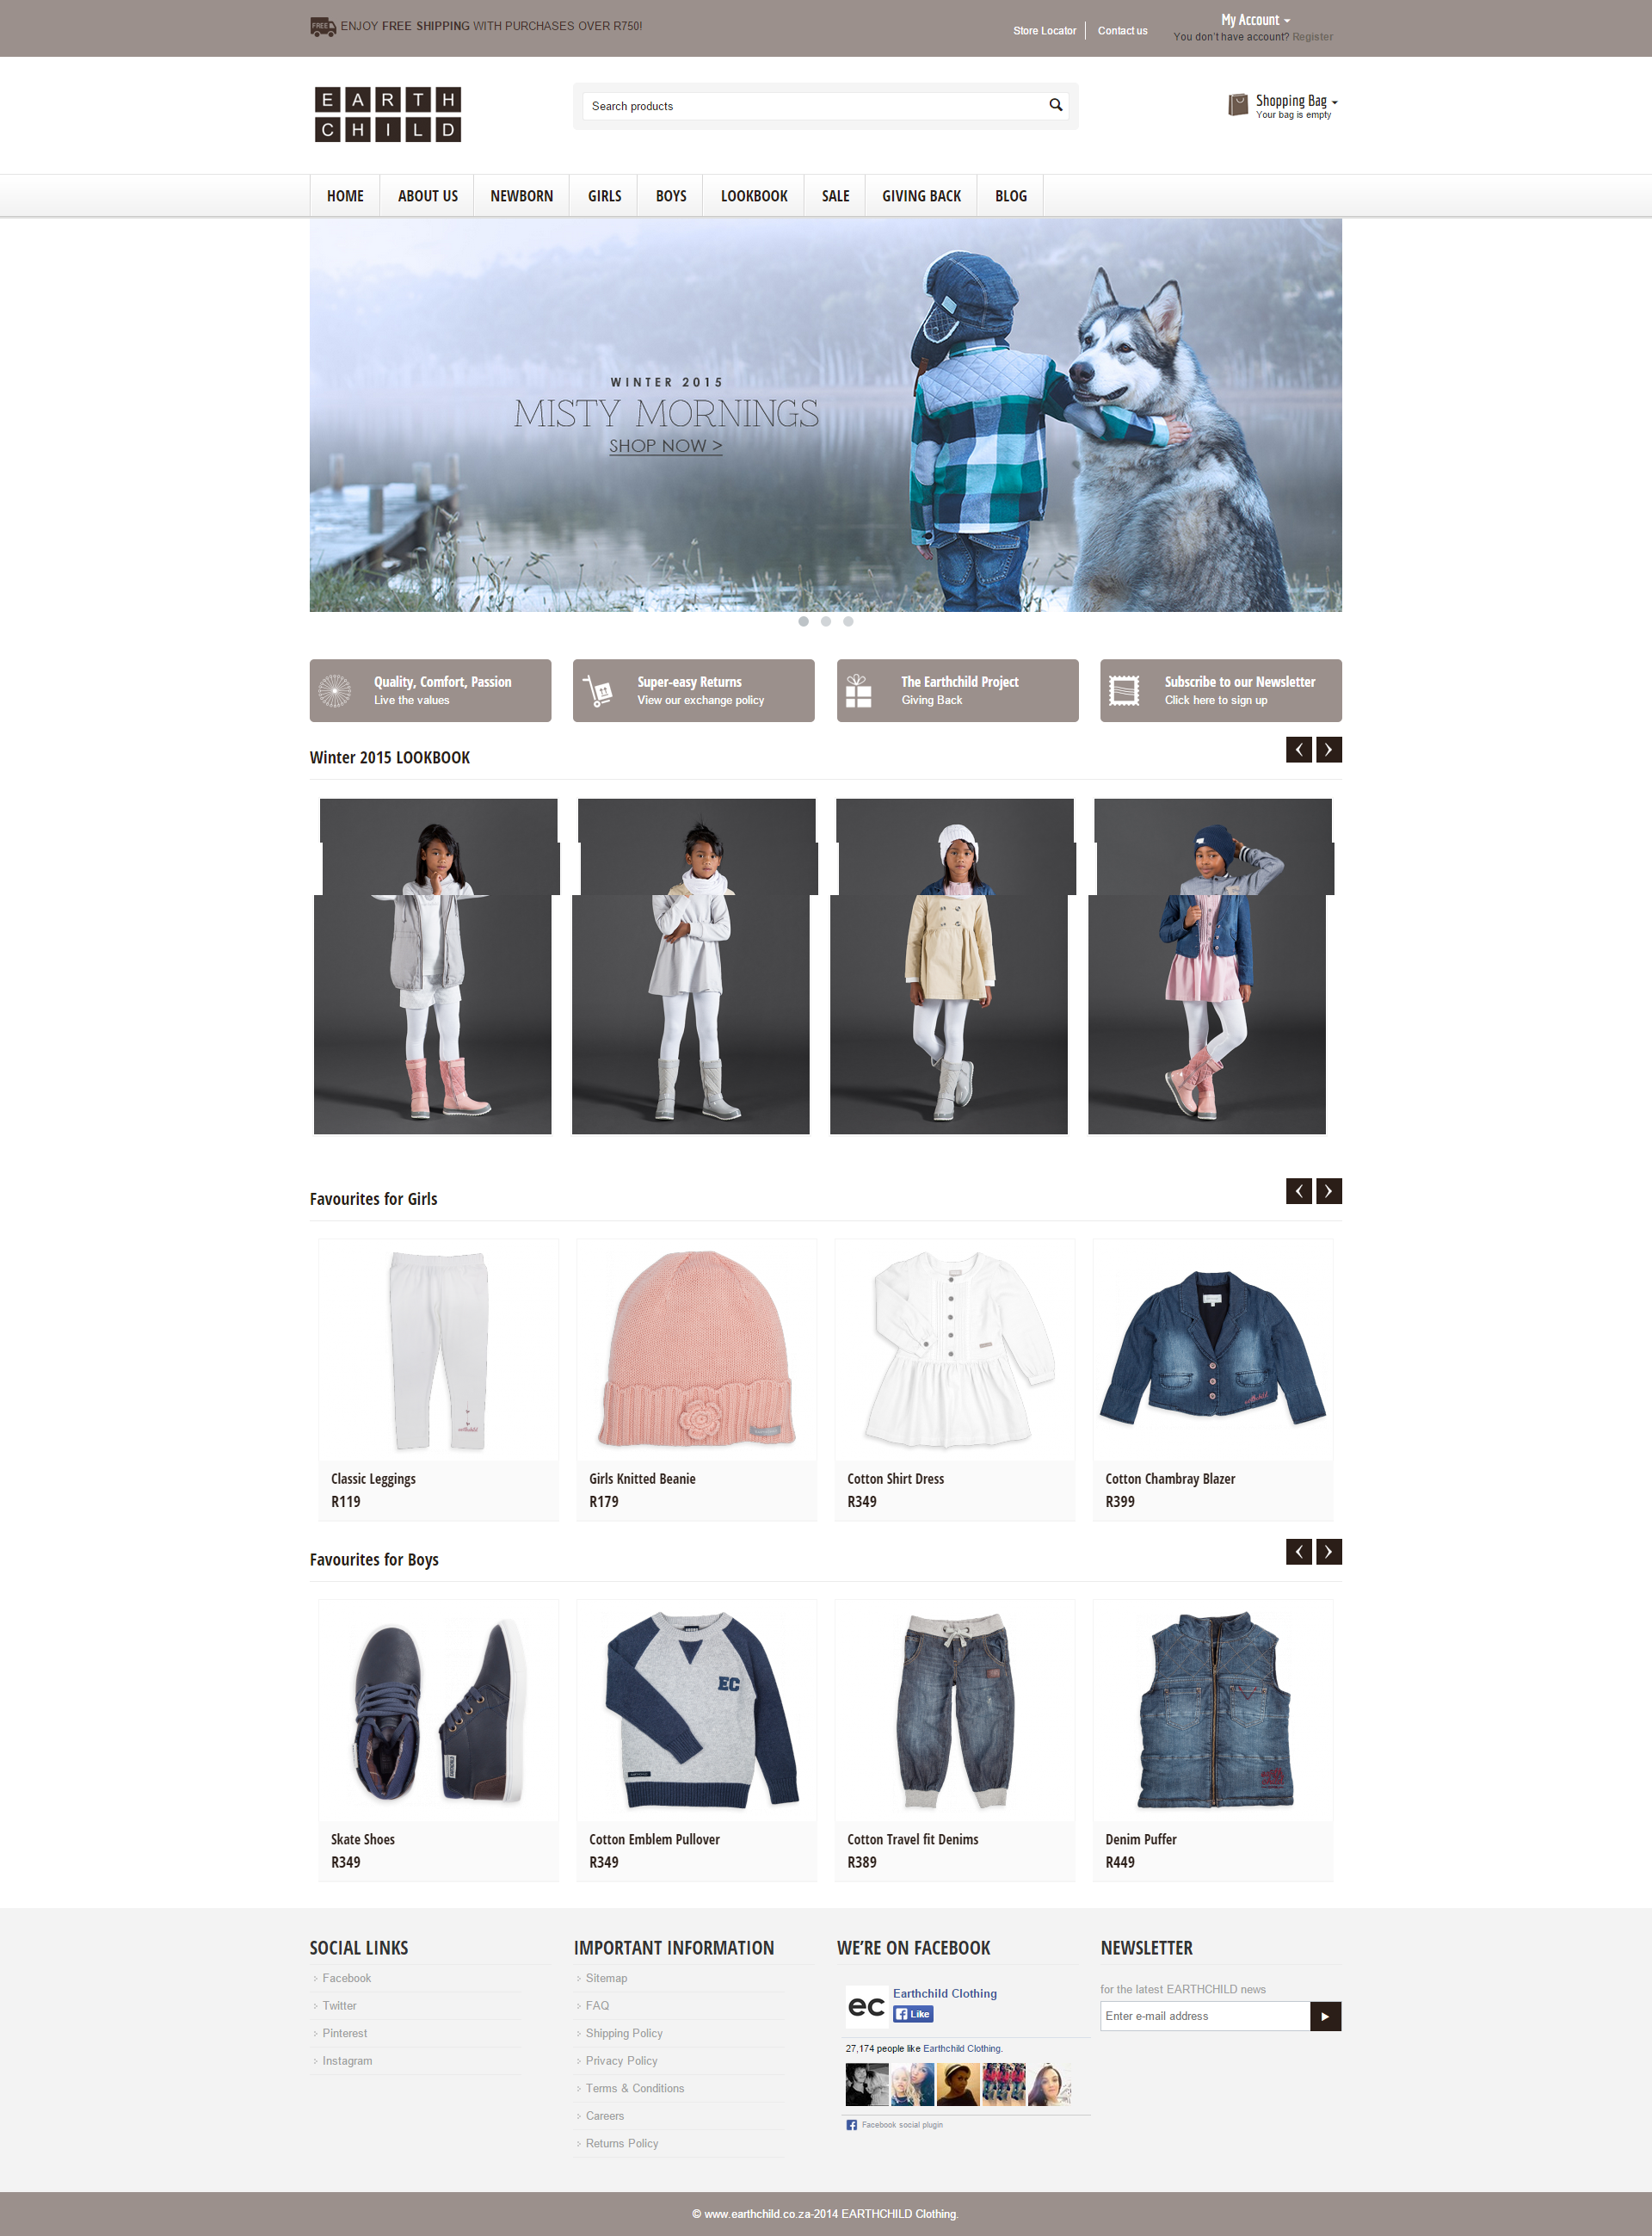 FREE ENJOY FREE SHIPPING WITH PURCHASES OVER R750!
Store Locator
Contact us
My Account
You don't have account? Register
EARTH
CHILD
Search products
Shopping Bag
Your bag is empty
HOME
ABOUT US
NEWBORN
GIRLS
BOYS
LOOKBOOK
SALE
GIVING BACK
BLOG
WINTER 2015
MISTY MORNINGS
SHOP NOW >
Quality, Comfort, Passion
Live the values
Super-easy Returns
View our exchange policy
The Earthchild Project
Giving Back
Subscribe to our Newsletter
Click here to sign up
Winter 2015 LOOKBOOK
Favourites for Girls
earthchild
earthchild
Classic Leggings
R119
Girls Knitted Beanie
R179
Cotton Shirt Dress
R349
Cotton Chambray Blazer
R399
Favourites for Boys
EC
Skate Shoes
R349
Cotton Emblem Pullover
R349
Cotton Travel fit Denims
R389
Denim Puffer
R449
SOCIAL LINKS
Facebook
Twitter
Pinterest
Instagram
IMPORTANT INFORMATION
Sitemap
FAQ
Shipping Policy
Privacy Policy
Terms & Conditions
Careers
Returns Policy
WE'RE ON FACEBOOK
ec
Earthchild Clothing
Like
27,174 people like Earthchild Clothing.
Facebook social plugin
NEWSLETTER
for the latest EARTHCHILD news
Enter e-mail address
© www.earthchild.co.za-2014 EARTHCHILD Clothing.